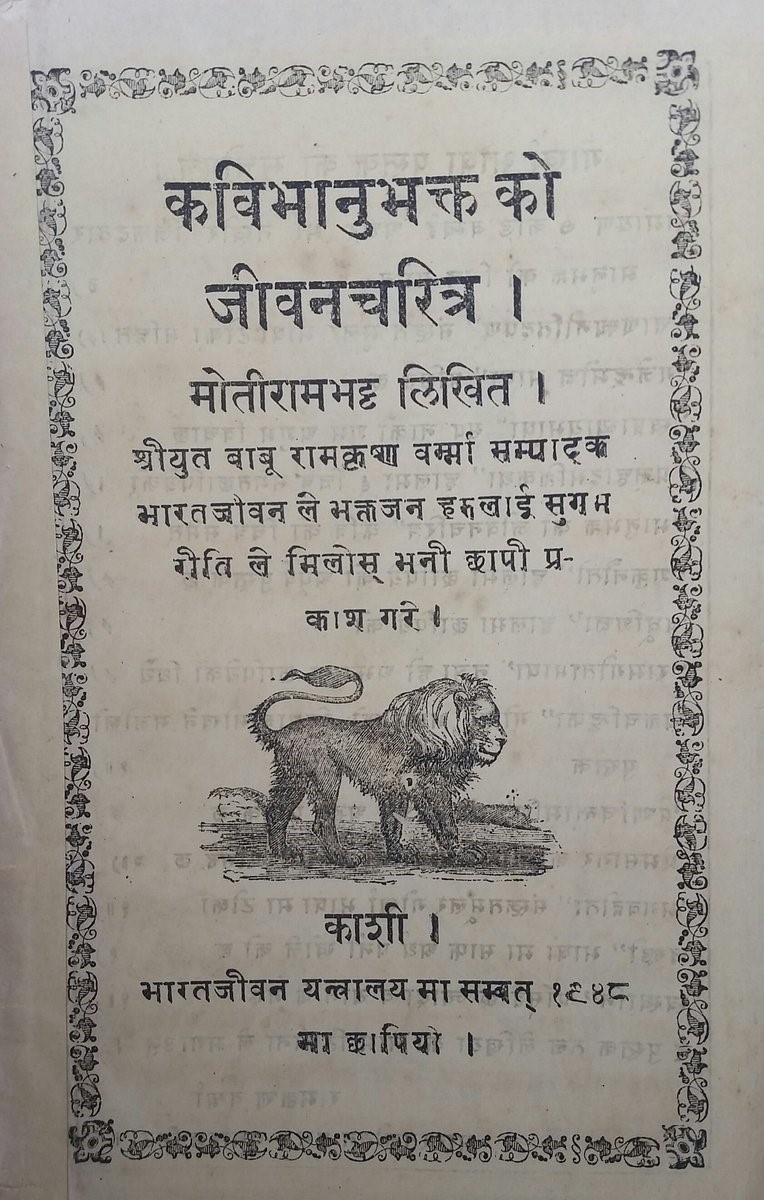 कविभानुभक्त को
जीवनचरित्र ।
मोतीरामभट्ट लिखित ।
श्रीयुत बाबू रामकृष्ण वर्म्मा सम्पादक
भारतजीवन ले भक्तजन हरुलाई सुगम
रीति ले मिलोस् भनी छापी प्र-
काश गरे ।
काशी ।
भारतजीवन यन्त्रालय मा सम्वत् १९४८
मा छापियो ।